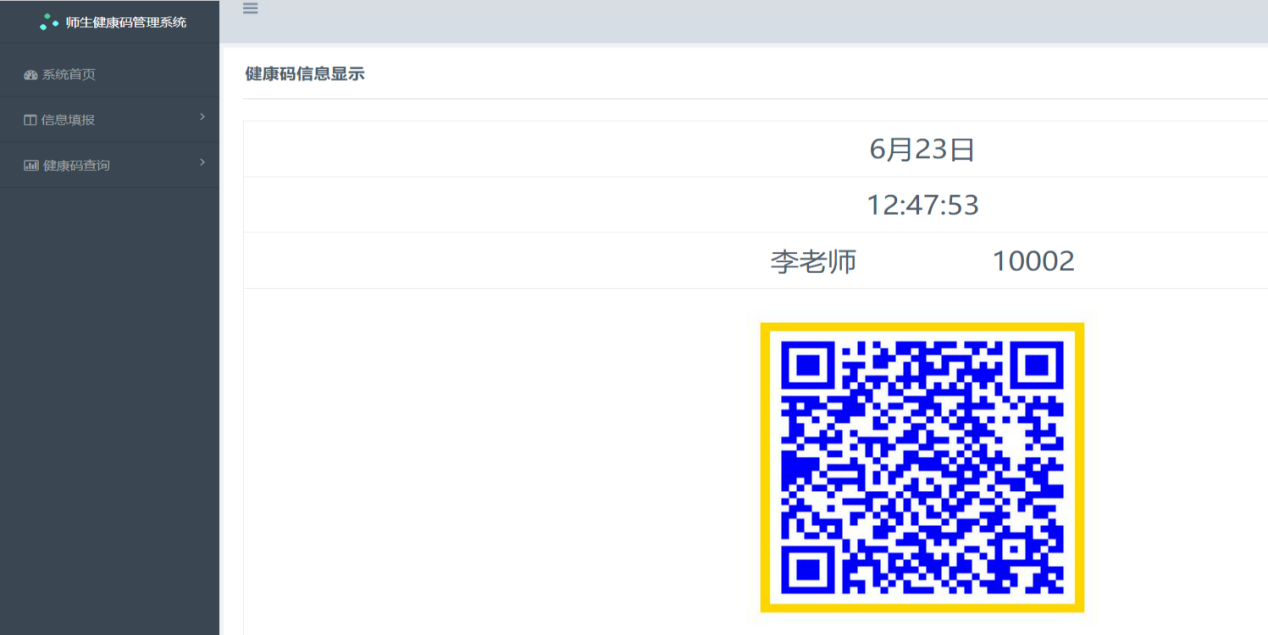 师生健康码管理系统
系统首页
信息填报
健康码查询
健康码信息显示
6月23日
12:47:53
李老师 10002